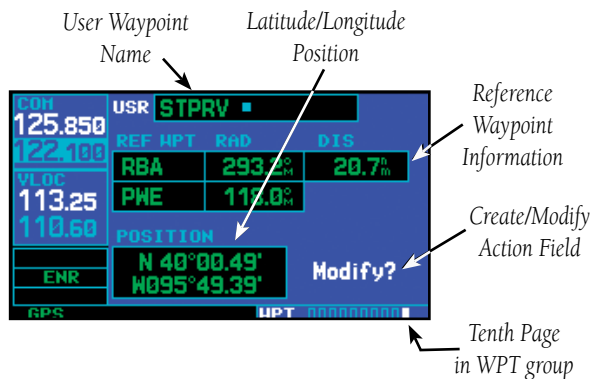 User Waypoint
Name
Latitude/Longitude
Position
Reference
Waypoint
Information
Create/Modify
Action Field
Tenth Page
in WPT group
COM
125.850
122.100
VLOC
113.25
110.60
ENR
GPS
USR STPRV
REF WPT RAD DIS
RBA 293.2°M 20.7nm
PWE 118.0°M
POSITION
N 40°00.49'
W095°49.39'
Modify?
WPT